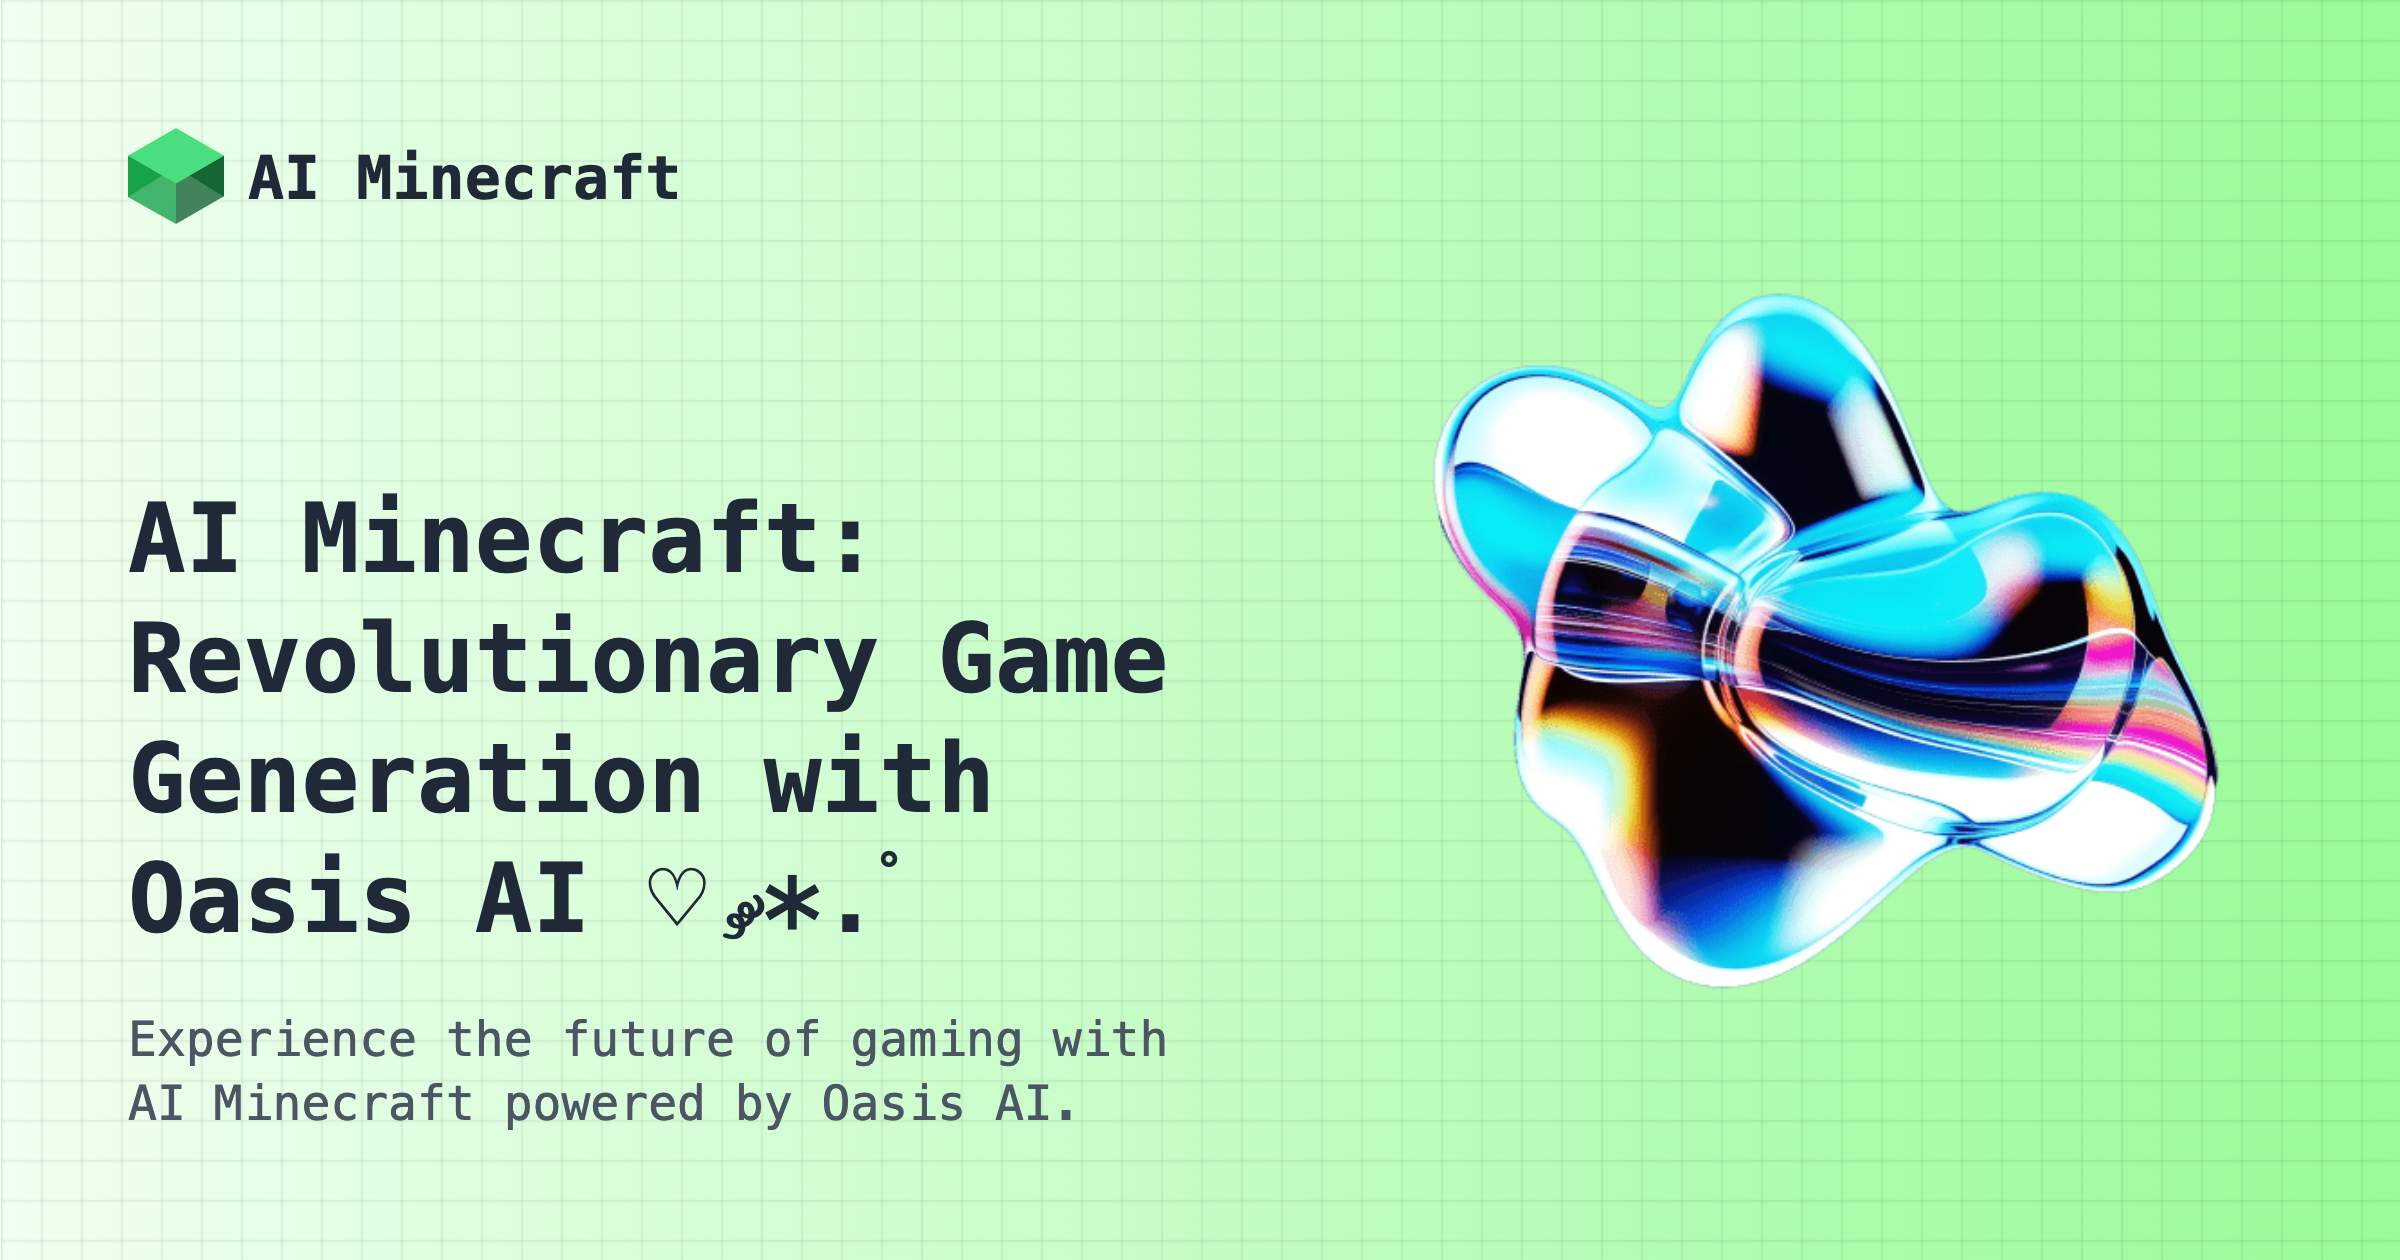 AI Minecraft
AI Minecraft:
Revolutionary Game
Generation with
Oasis AI ♡ ༘*.ﾟ
Experience the future of gaming with
AI Minecraft powered by Oasis AI.